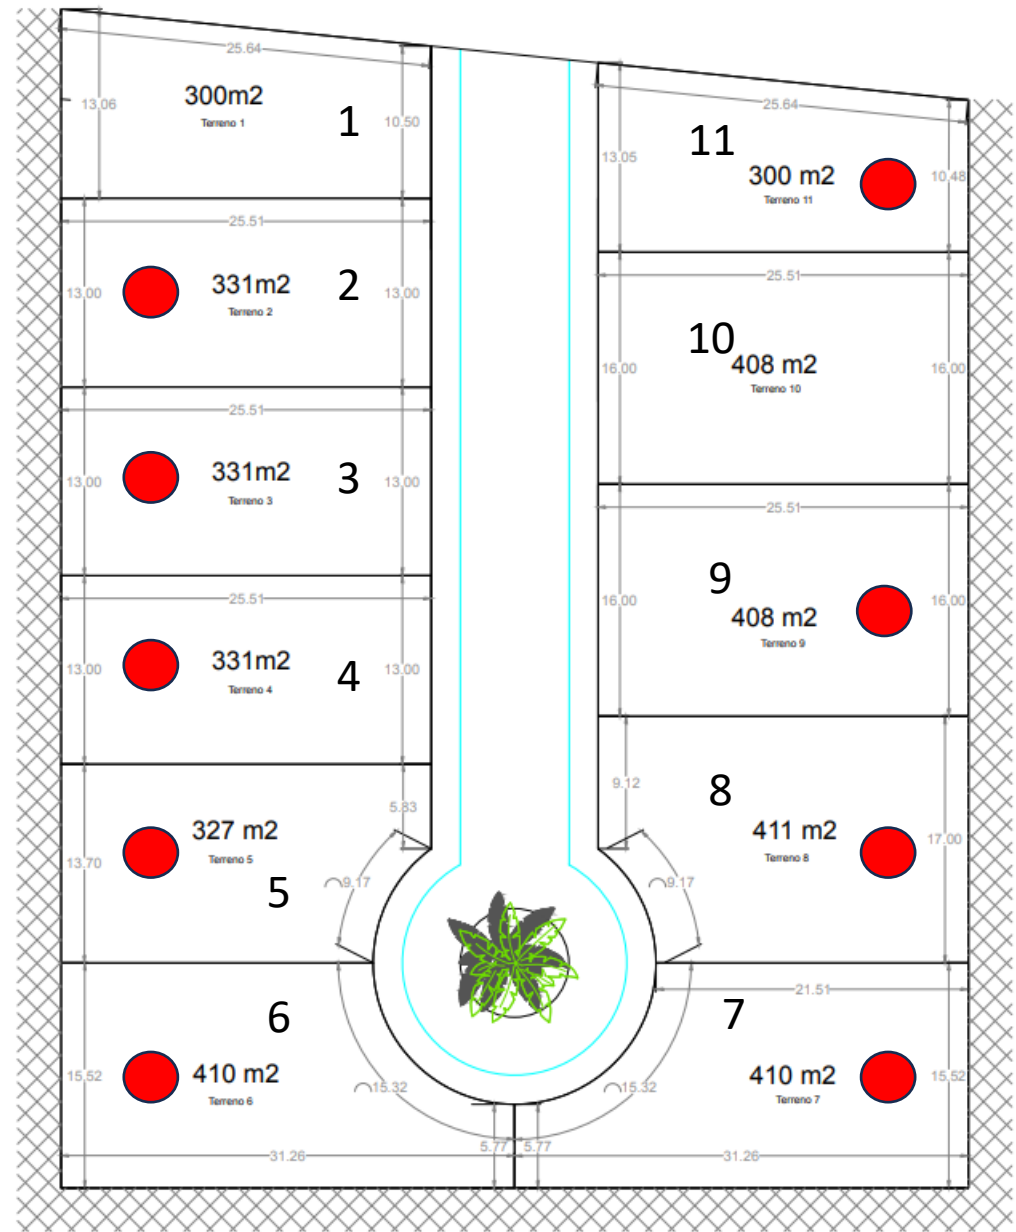 25.64
13.06
300m2
Terreno 1
1
10.50
25.51
13.00
331m2
Terreno 2
2
13.00
25.51
13.00
331m2
Terreno 3
3
13.00
25.51
13.00
331m2
Terreno 4
4
13.00
5.83
327 m2
Terreno 5
13.70
5
9.17
6
15.52
410 m2
Terreno 6
15.32
5.77
31.26
25.64
13.05
11
300 m2
Terreno 11
10.48
25.51
10
408 m2
Terreno 10
16.00
16.00
25.51
9
16.00
408 m2
Terreno 9
16.00
9.12
8
411 m2
Terreno 8
17.00
9.17
21.51
7
410 m2
Terreno 7
15.52
15.32
5.77
31.26